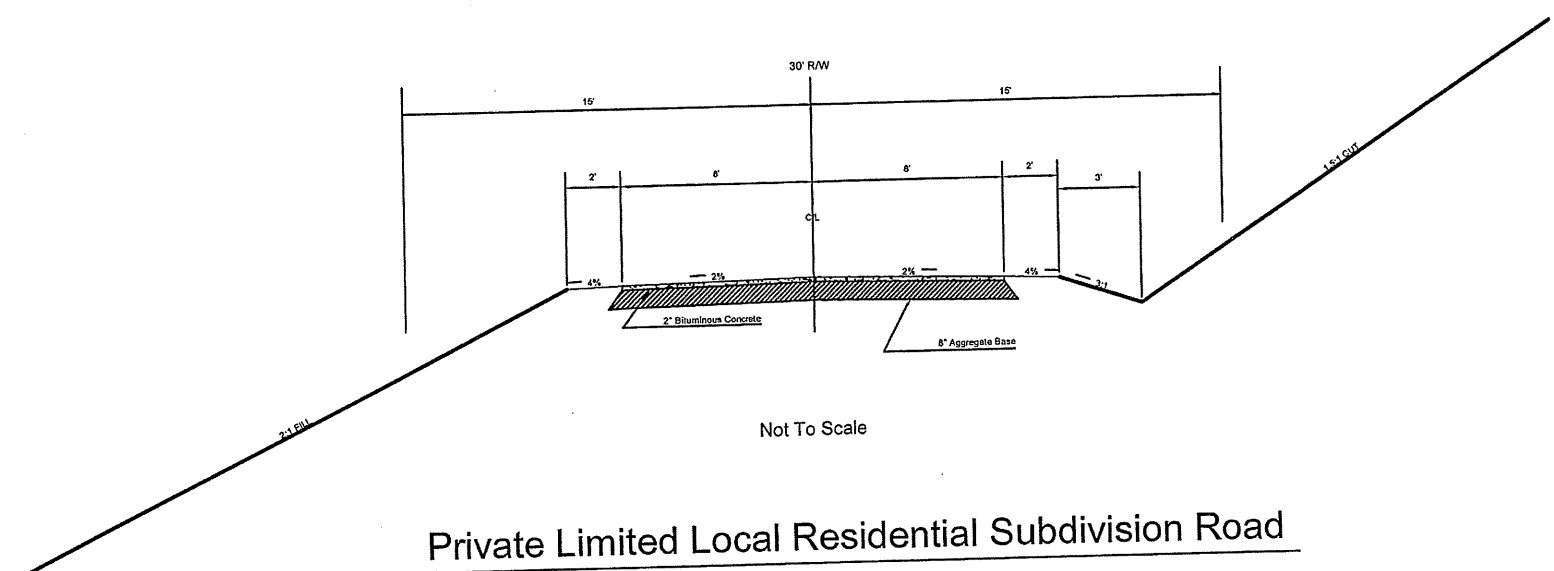 30' R/W
15'
15'
2'
8'
8'
2'
3'
1.5:1 CUT
C L
4%
2%
2%
4%
3:1
2" Bituminous Concrete
8" Aggregate Base
2:1 FILL
Not To Scale
Private Limited Local Residential Subdivision Road